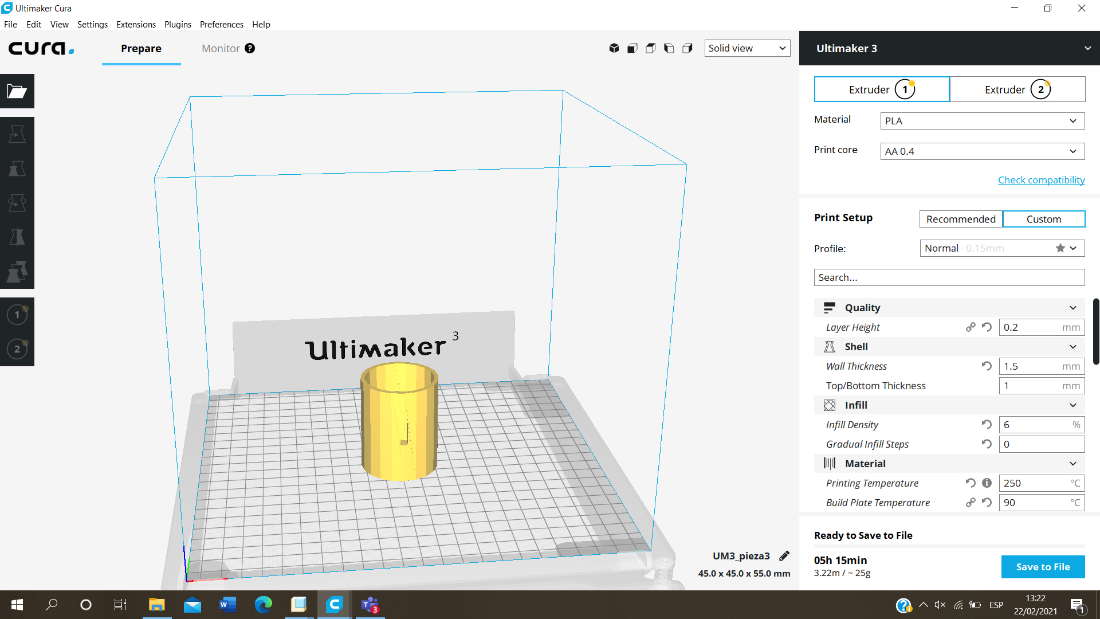 Ultimaker Cura
File Edit View Settings Extensions Plugins Preferences Help
cura.
Prepare
Monitor ?
Solid view
Ultimaker 3
Extruder 1 Extruder 2
Material PLA
Print core AA 0.4
Check compatibility
Print Setup Recommended Custom
Profile: Normal - 0.15mm
Search...
Quality
Layer Height 0.2 mm
Shell
Wall Thickness 1.5 mm
Top/Bottom Thickness 1 mm
Infill
Infill Density 6 %
Gradual Infill Steps 0
Material
Printing Temperature 250 °C
Build Plate Temperature 90 °C
1
2
Ultimaker 3
UM3_pieza3
45.0 x 45.0 x 55.0 mm
Ready to Save to File
05h 15min
3.22m / ~ 25g
Save to File
ESP
13:22
22/02/2021
3
1